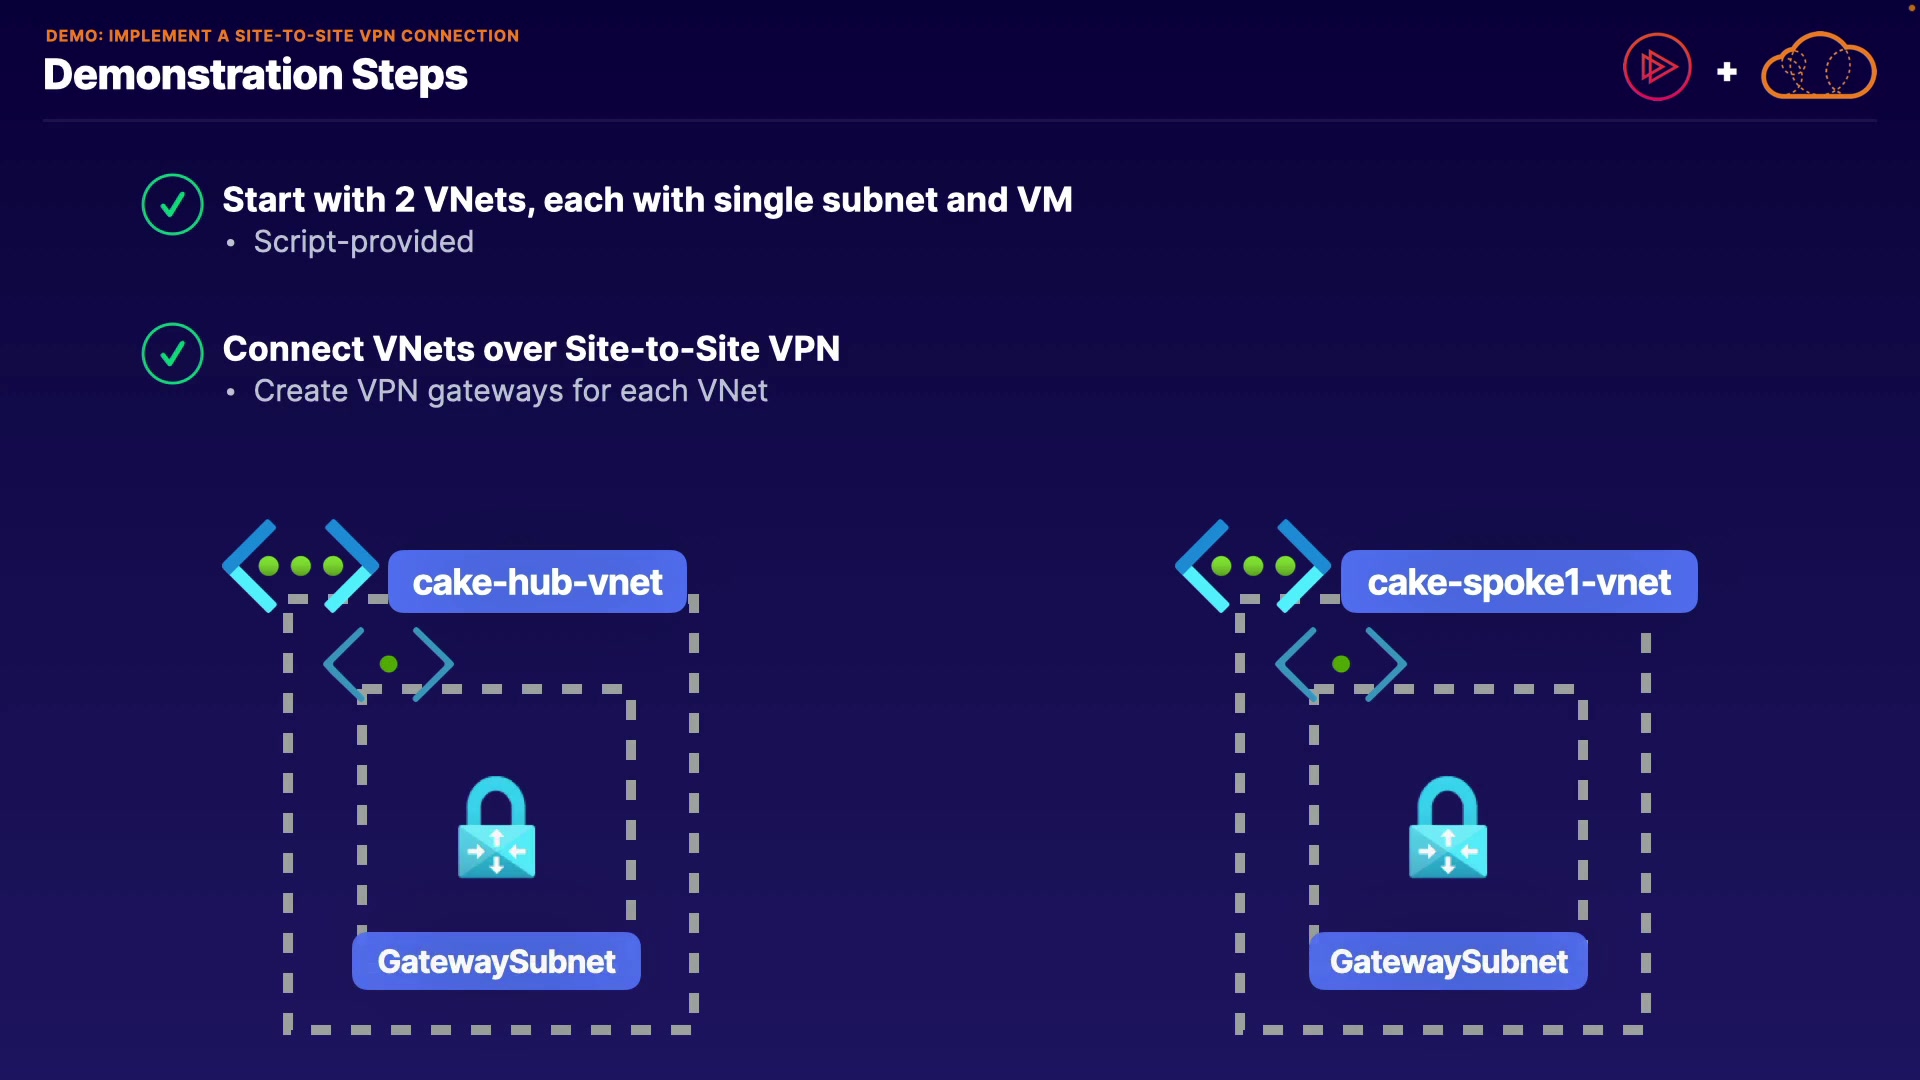 DEMO: IMPLEMENT A SITE-TO-SITE VPN CONNECTION
Demonstration Steps
Start with 2 VNets, each with single subnet and VM
• Script-provided
Connect VNets over Site-to-Site VPN
• Create VPN gateways for each VNet
cake-hub-vnet
cake-spoke1-vnet
GatewaySubnet
GatewaySubnet